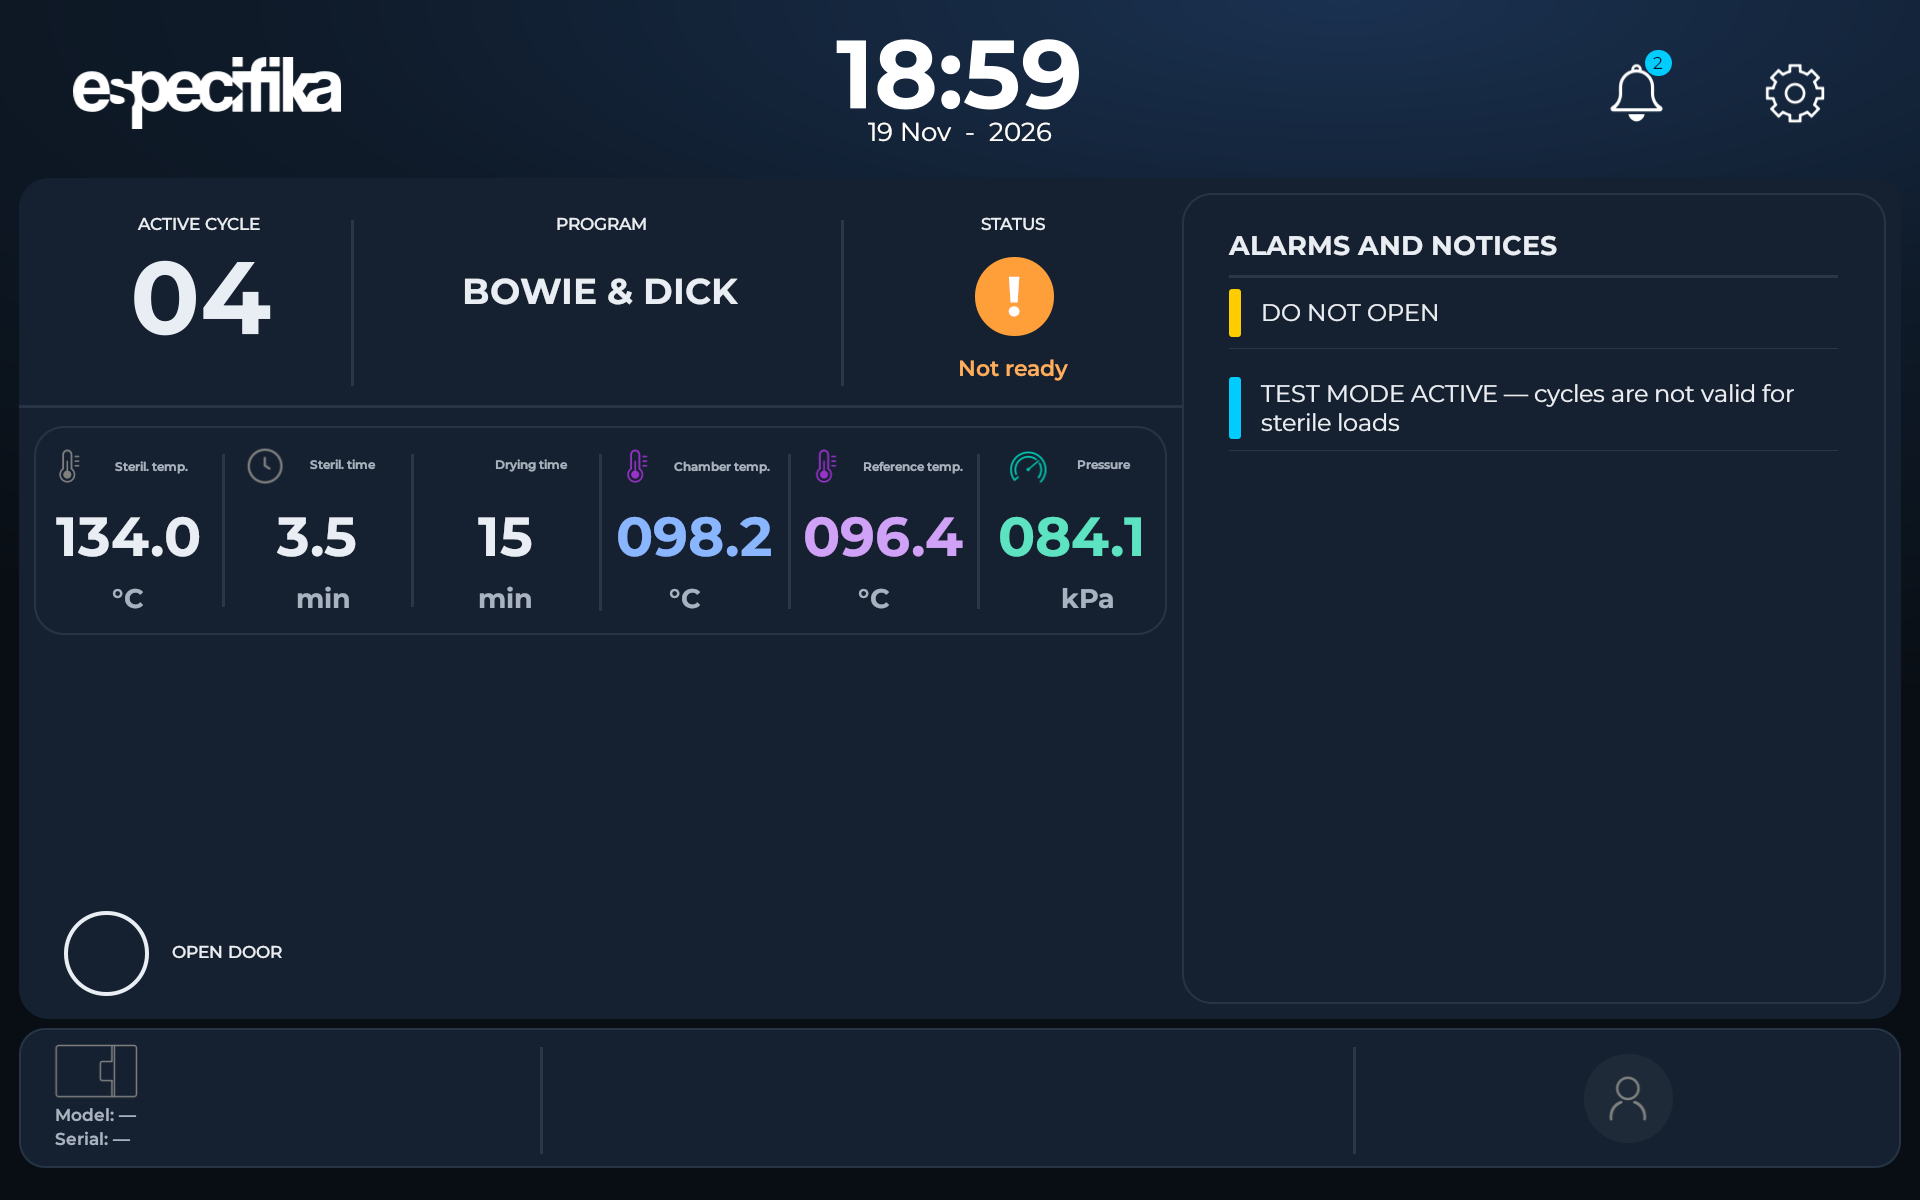 especifika
18:59
19 Nov - 2026
2
ACTIVE CYCLE
04
PROGRAM
BOWIE & DICK
STATUS
!
Not ready
ALARMS AND NOTICES
DO NOT OPEN
TEST MODE ACTIVE — cycles are not valid for
sterile loads
Steril. temp.
134.0
°C
Steril. time
3.5
min
Drying time
15
min
Chamber temp.
098.2
°C
Reference temp.
096.4
°C
Pressure
084.1
kPa
OPEN DOOR
Model: —
Serial: —